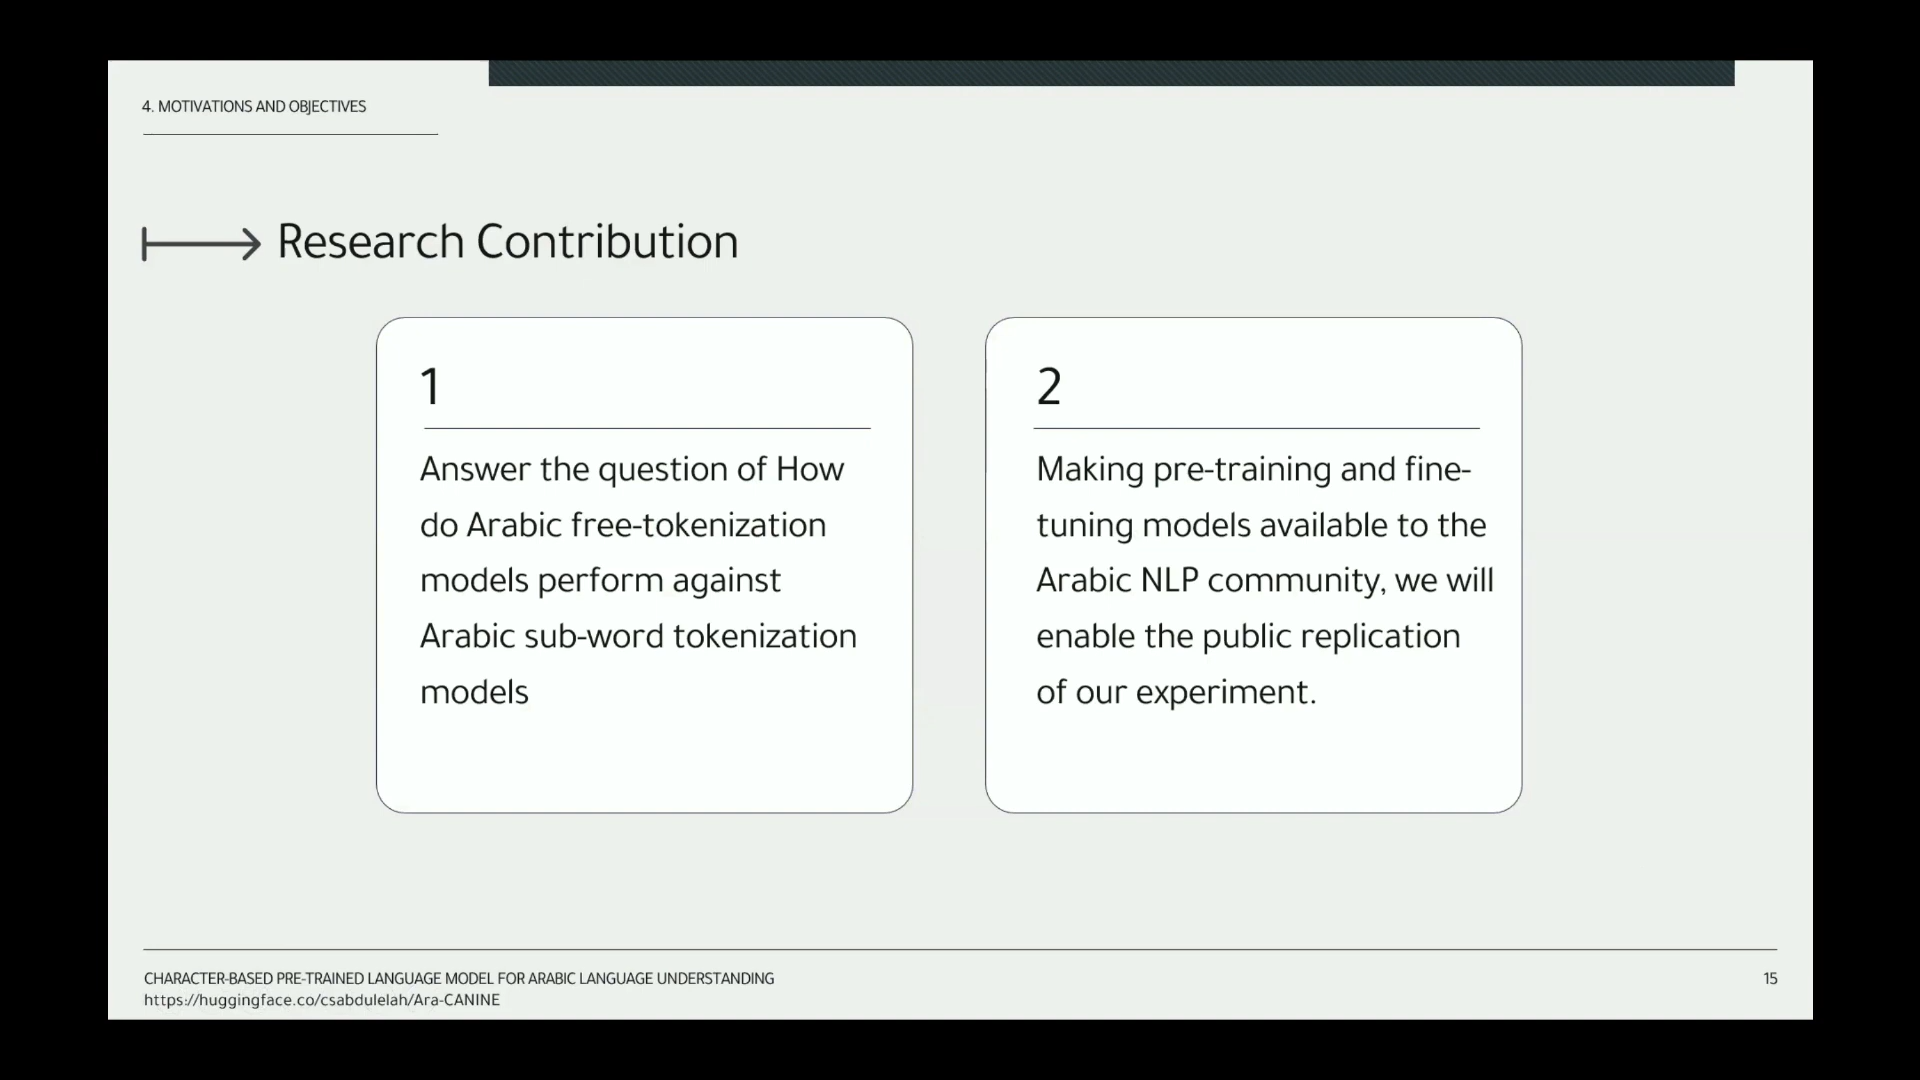 4. MOTIVATIONS AND OBJECTIVES
Research Contribution
1
Answer the question of How
do Arabic free-tokenization
models perform against
Arabic sub-word tokenization
models
2
Making pre-training and fine-
tuning models available to the
Arabic NLP community, we will
enable the public replication
of our experiment.
CHARACTER-BASED PRE-TRAINED LANGUAGE MODEL FOR ARABIC LANGUAGE UNDERSTANDING
https://huggingface.co/csabdulelah/Ara-CANINE
15